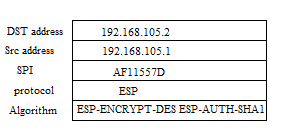 DST address 192.168.105.2
Src address 192.168.105.1
SPI AF11557D
protocol ESP
Algorithm ESP-ENCRYPT-DES ESP-AUTH-SHA1